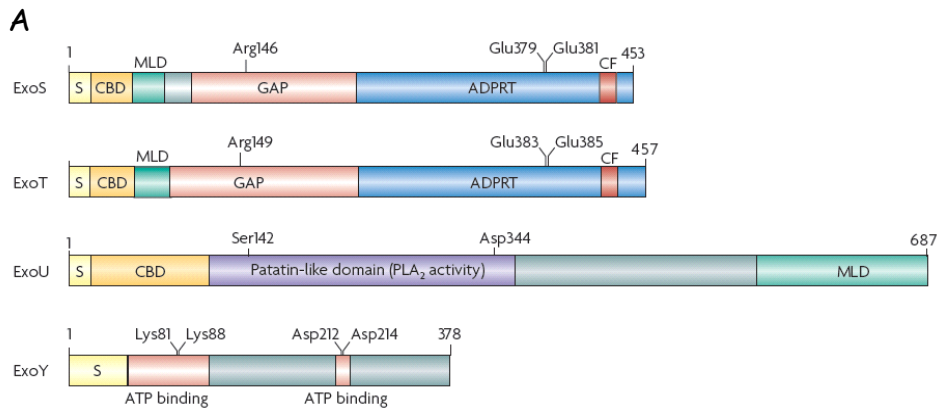 A
1 MLD Arg146 Glu379 Glu381 CF 453
ExoS S CBD GAP ADPRT
MLD Arg149 Glu383 Glu385 CF 457
ExoT S CBD GAP ADPRT
1 Ser142 Asp344 687
ExoU S CBD Patatin-like domain (PLA₂ activity) MLD
1 Lys81 Lys88 Asp212 Asp214 378
ExoY S
ATP binding ATP binding